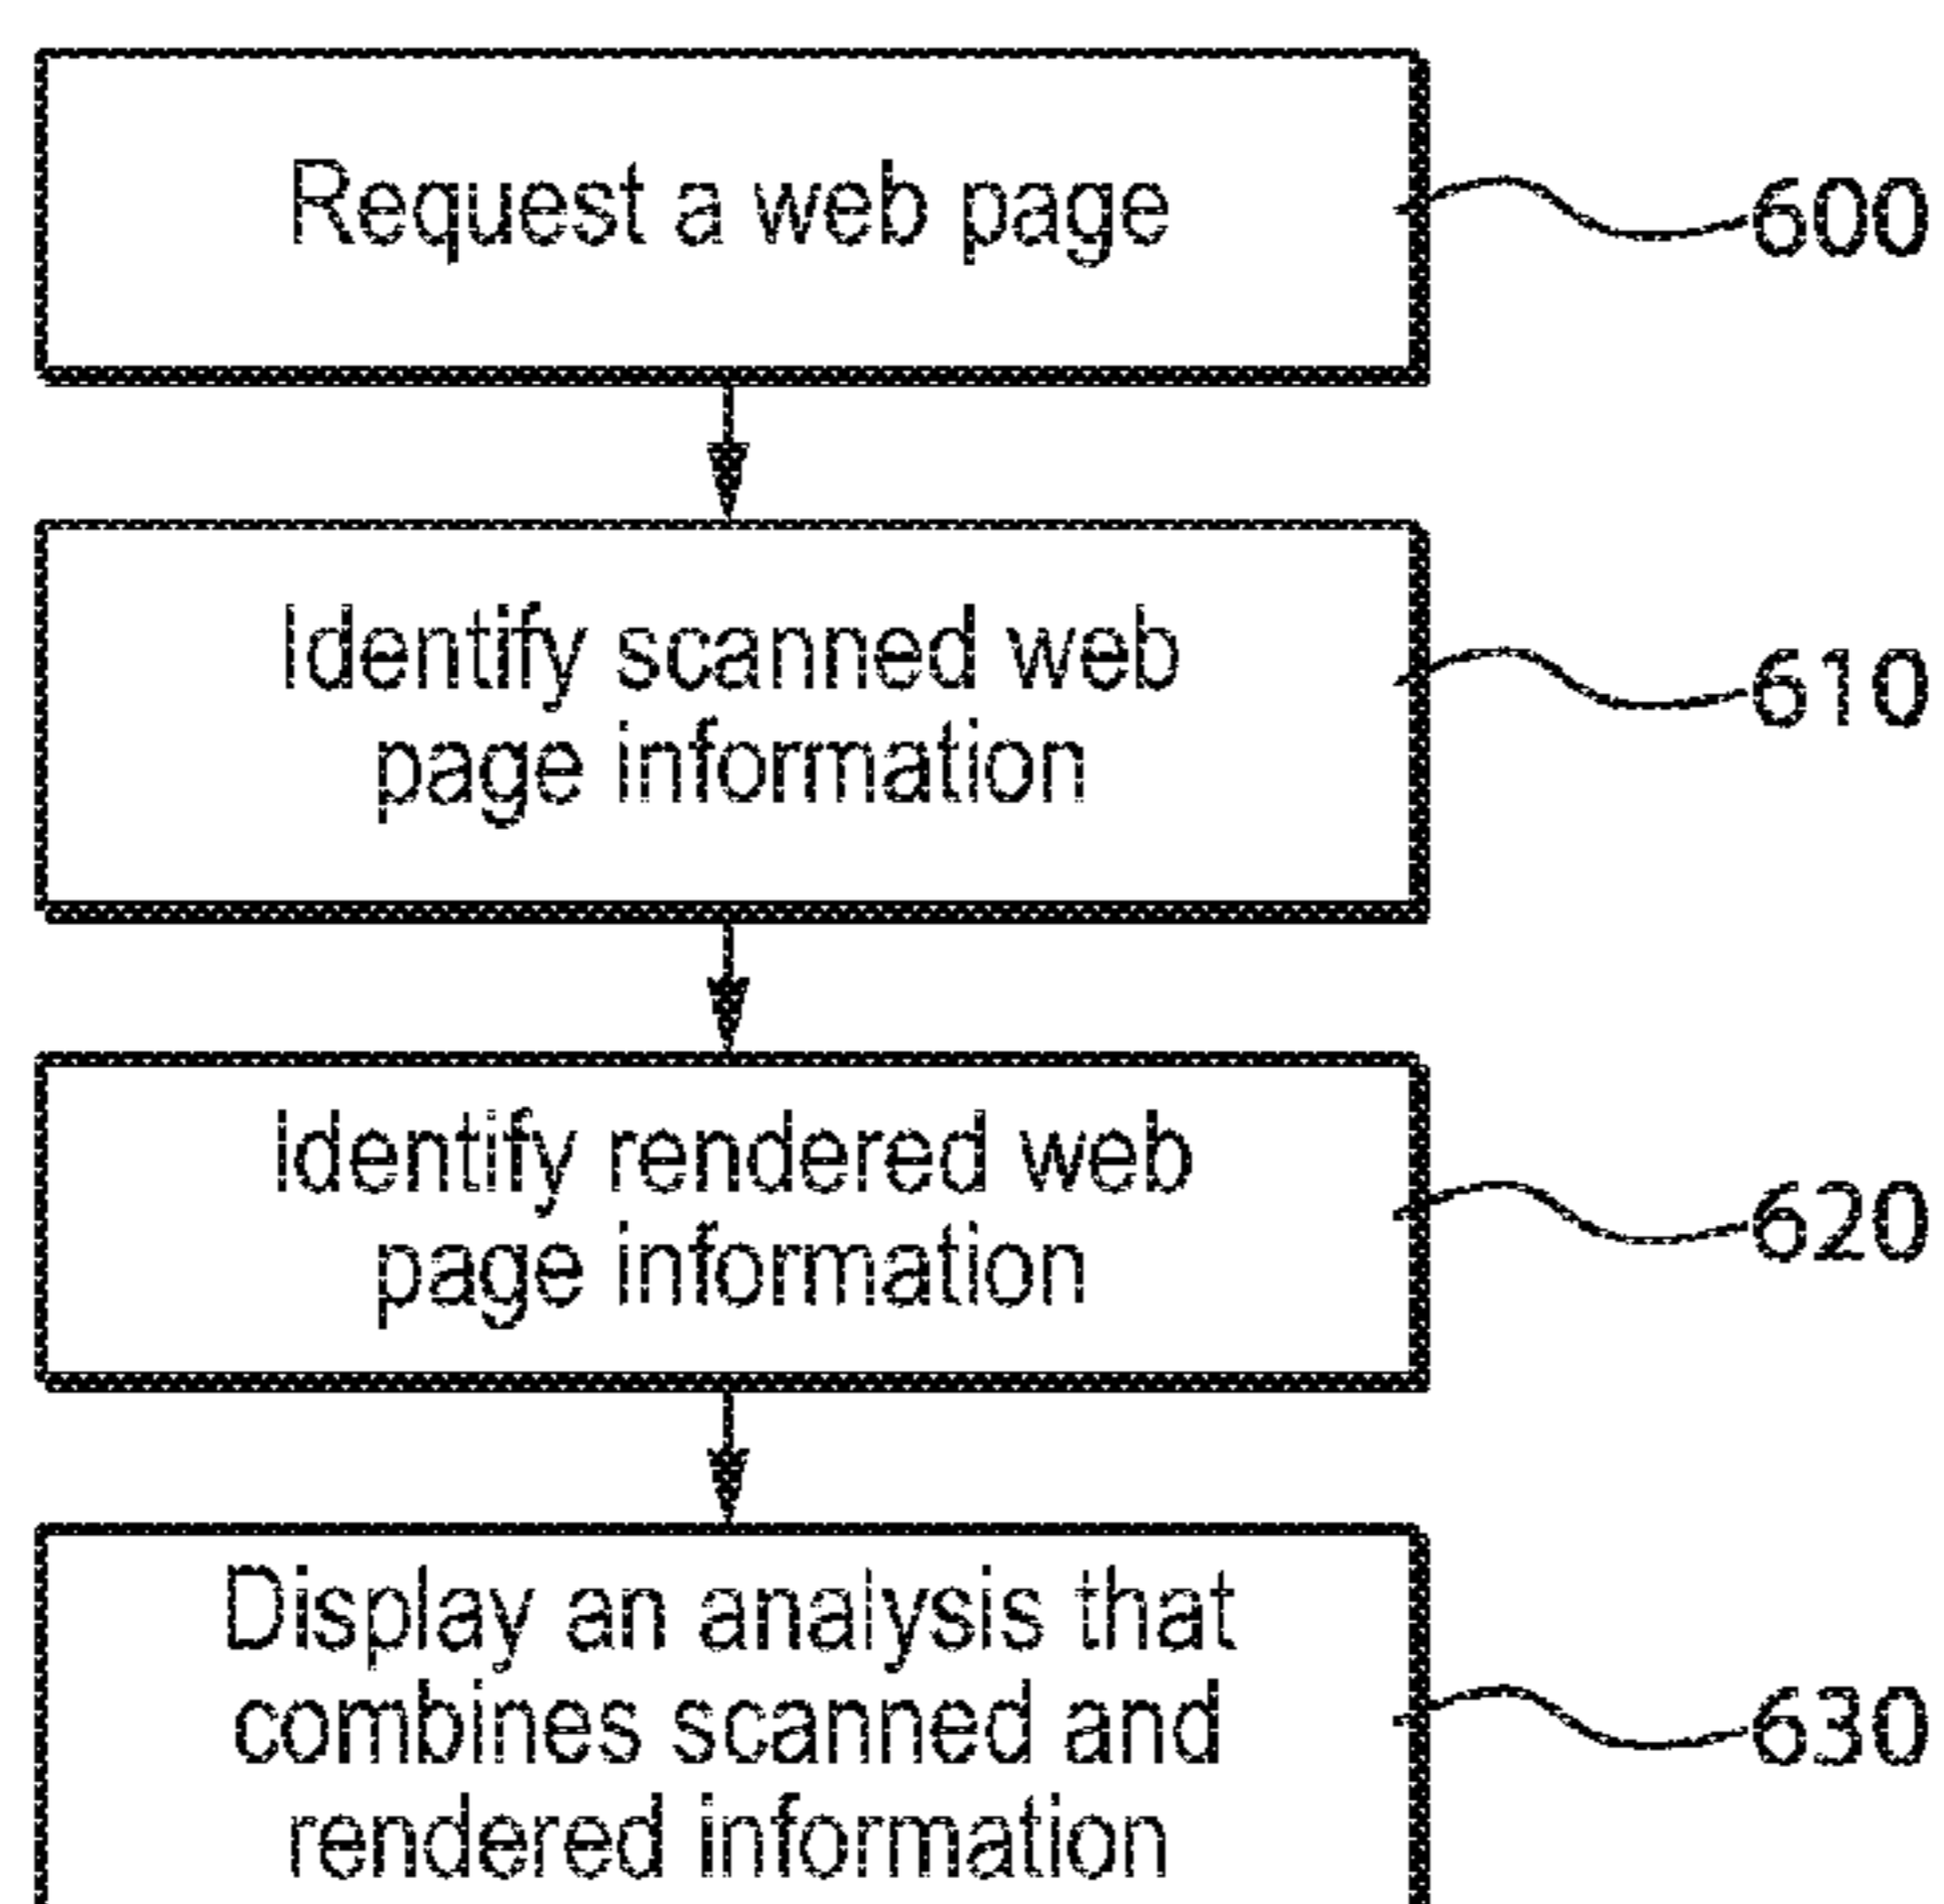 Request a web page
600
Identify scanned web
page information
610
Identify rendered web
page information
620
Display an analysis that
combines scanned and
rendered information
630